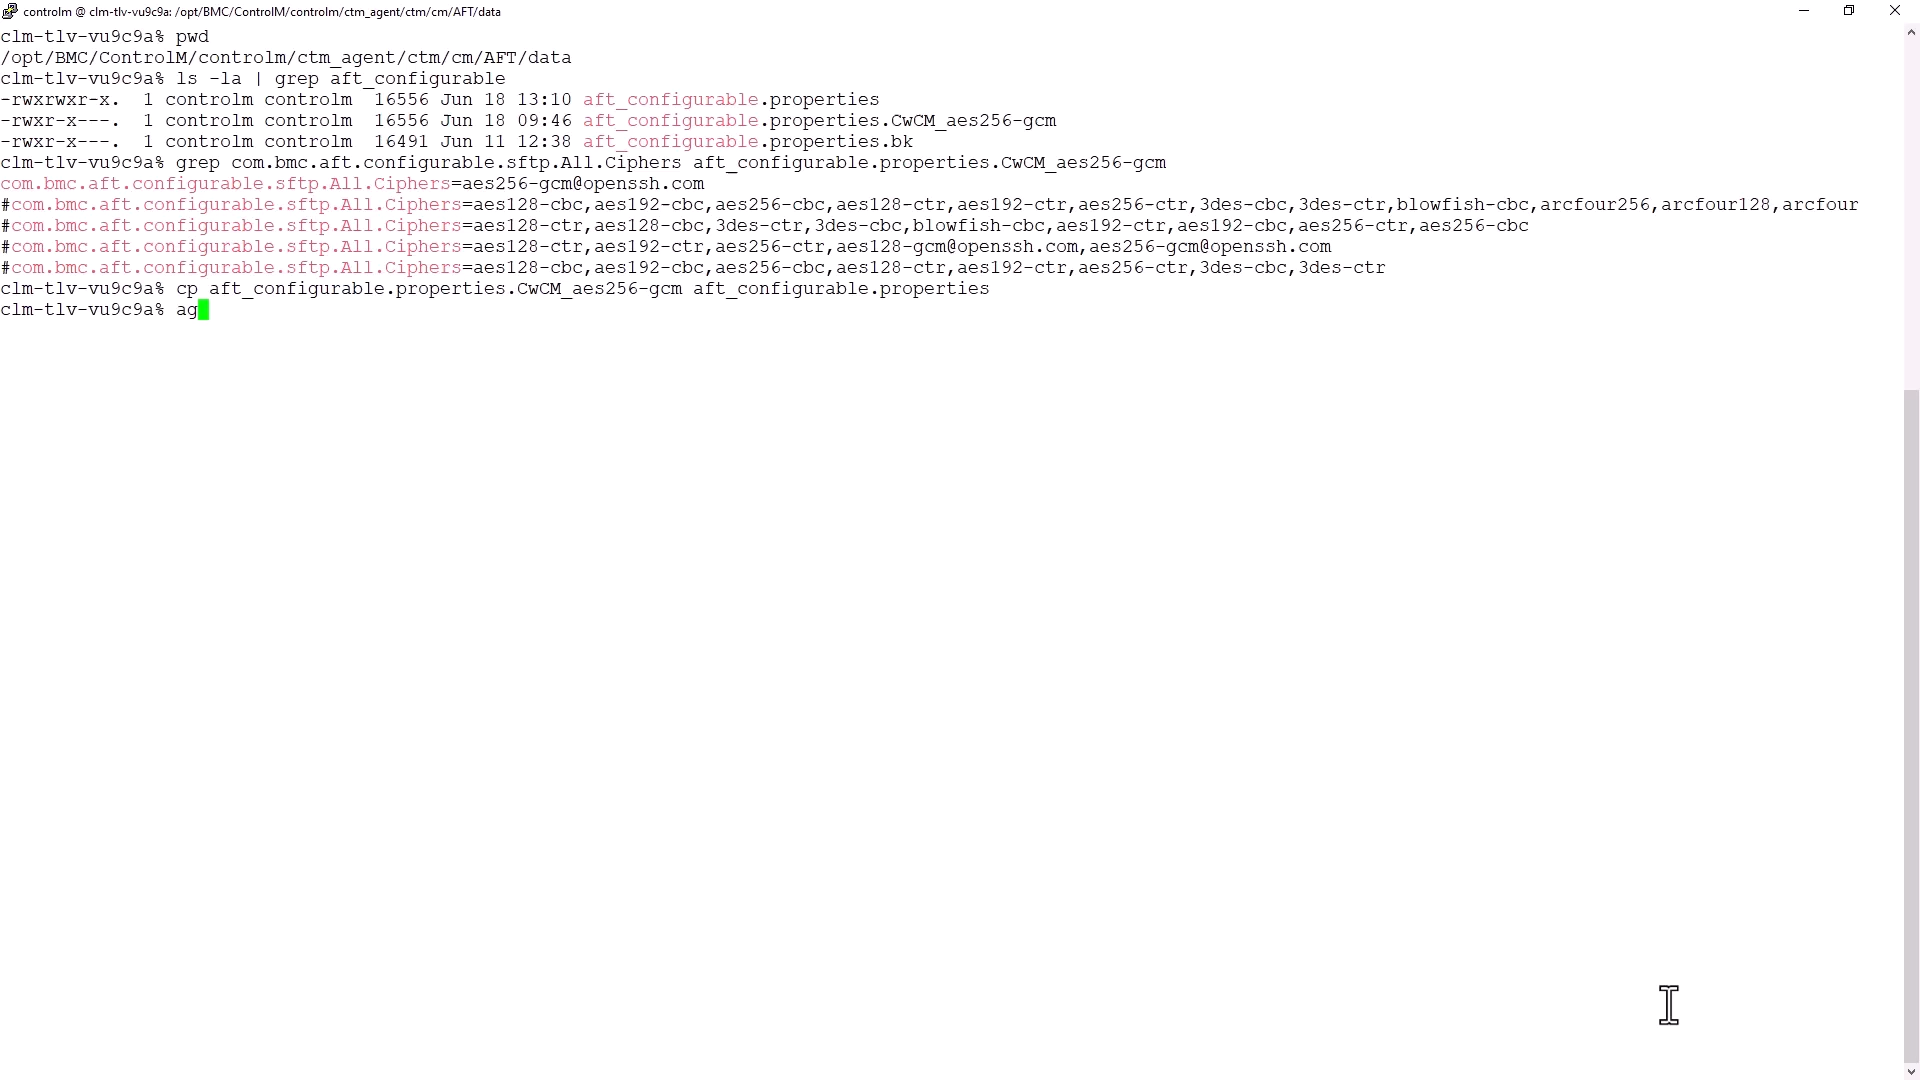 controlm @ clm-tlv-vu9c9a: /opt/BMC/ControlM/controlm/ctm_agent/ctm/cm/AFT/data
clm-tlv-vu9c9a% pwd
/opt/BMC/ControlM/controlm/ctm_agent/ctm/cm/AFT/data
clm-tlv-vu9c9a% ls -la | grep aft_configurable
-rwxrwxr-x.  1 controlm controlm  16556 Jun 18 13:10 aft_configurable.properties
-rwxr-x---.  1 controlm controlm  16556 Jun 18 09:46 aft_configurable.properties.CwCM_aes256-gcm
-rwxr-x---.  1 controlm controlm  16491 Jun 11 12:38 aft_configurable.properties.bk
clm-tlv-vu9c9a% grep com.bmc.aft.configurable.sftp.All.Ciphers aft_configurable.properties.CwCM_aes256-gcm
com.bmc.aft.configurable.sftp.All.Ciphers=aes256-gcm@openssh.com
#com.bmc.aft.configurable.sftp.All.Ciphers=aes128-cbc,aes192-cbc,aes256-cbc,aes128-ctr,aes192-ctr,aes256-ctr,3des-cbc,3des-ctr,blowfish-cbc,arcfour256,arcfour128,arcfour
#com.bmc.aft.configurable.sftp.All.Ciphers=aes128-ctr,aes128-cbc,3des-ctr,3des-cbc,blowfish-cbc,aes192-ctr,aes192-cbc,aes256-ctr,aes256-cbc
#com.bmc.aft.configurable.sftp.All.Ciphers=aes128-ctr,aes192-ctr,aes256-ctr,aes128-gcm@openssh.com,aes256-gcm@openssh.com
#com.bmc.aft.configurable.sftp.All.Ciphers=aes128-cbc,aes192-cbc,aes256-cbc,aes128-ctr,aes192-ctr,aes256-ctr,3des-cbc,3des-ctr
clm-tlv-vu9c9a% cp aft_configurable.properties.CwCM_aes256-gcm aft_configurable.properties
clm-tlv-vu9c9a% ag